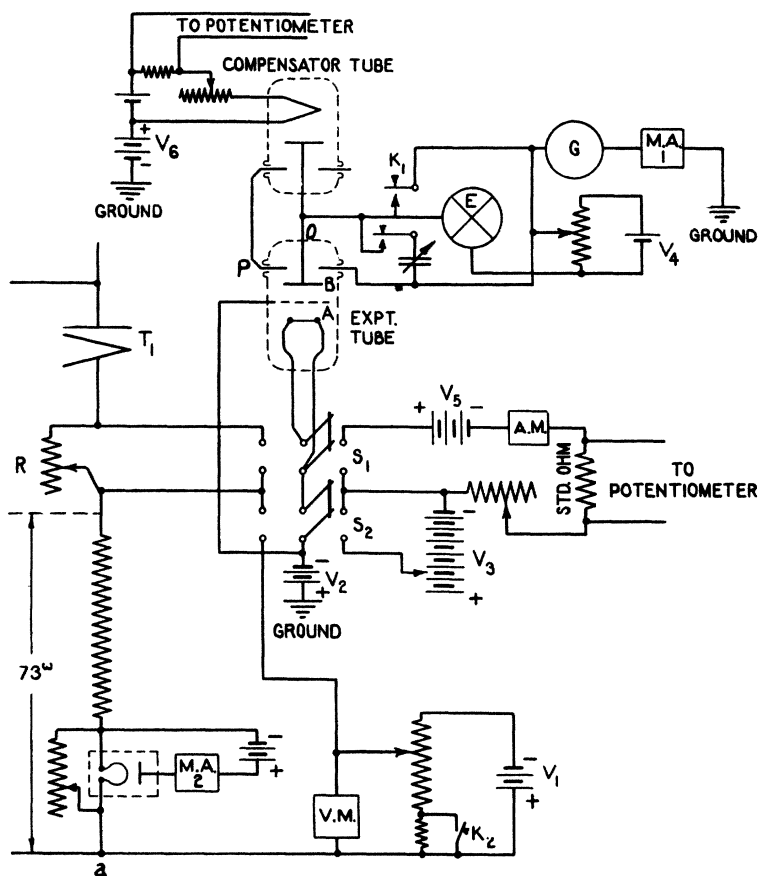 TO POTENTIOMETER
COMPENSATOR TUBE
+
V6
-
GROUND
K1
G
M.A.
1
E
GROUND
V4
Q
P
B
A
EXPT.
TUBE
T1
+
V5
-
A.M.
R
S1
STD. OHM
TO
POTENTIOMETER
S2
-
V3
+
-
V2
+
GROUND
73ω
-
+
M.A.
2
-
V1
+
V.M.
K2
a